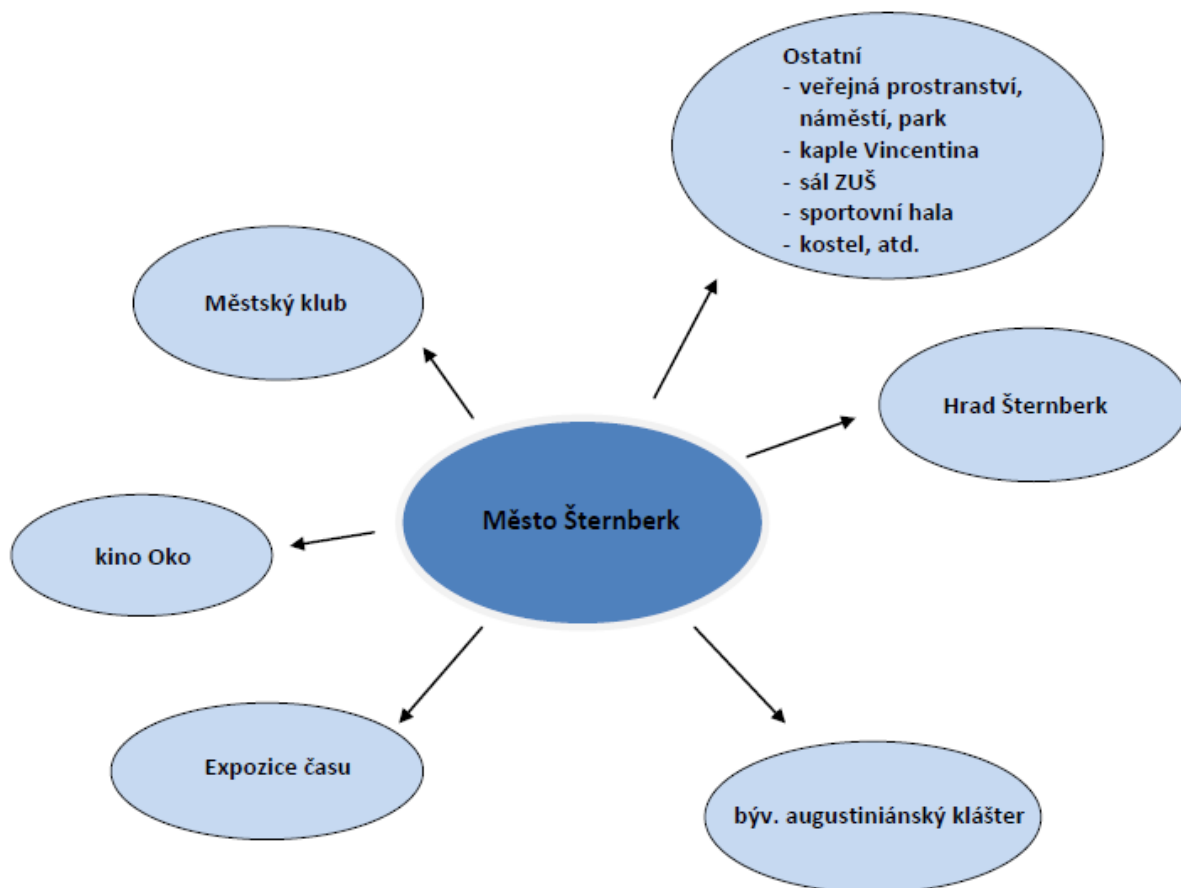 Ostatní
- veřejná prostranství,
náměstí, park
- kaple Vincentina
- sál ZUŠ
- sportovní hala
- kostel, atd.
Městský klub
Hrad Šternberk
Město Šternberk
kino Oko
Expozice času
býv. augustiniánský klášter